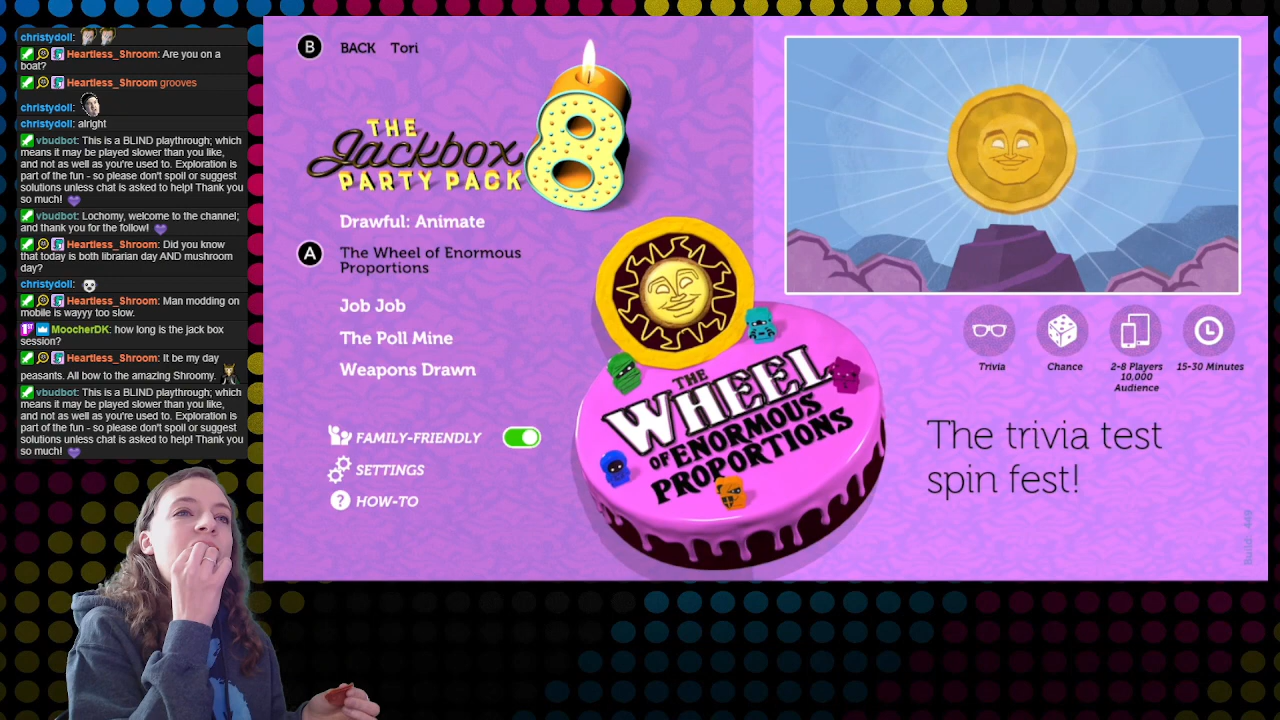 christydoll:
Heartless_Shroom: Are you on a
boat?
Heartless_Shroom grooves
christydoll:
christydoll: alright
vbudbot: This is a BLIND playthrough; which
means it may be played slower than you like,
and not as well as you're used to. Exploration is
part of the fun - so please don't spoil or suggest
solutions unless chat is asked to help! Thank you
so much!
vbudbot: Lochomy, welcome to the channel;
and thank you for the follow!
Heartless_Shroom: Did you know
that today is both librarian day AND mushroom
day?
christydoll:
Heartless_Shroom: Man modding on
mobile is wayyy too slow.
1st MoocherDK: how long is the jack box
session?
Heartless_Shroom: It be my day
peasants. All bow to the amazing Shroomy.
vbudbot: This is a BLIND playthrough; which
means it may be played slower than you like,
and not as well as you're used to. Exploration is
part of the fun - so please don't spoil or suggest
solutions unless chat is asked to help! Thank you
so much!
B BACK Tori
THE
Jackbox
PARTY PACK
8
Drawful: Animate
A The Wheel of Enormous
Proportions
Job Job
The Poll Mine
Weapons Drawn
FAMILY-FRIENDLY
SETTINGS
? HOW-TO
THE
WHEEL
OF ENORMOUS
PROPORTIONS
Trivia
Chance
2-8 Players
10,000
Audience
15-30 Minutes
The trivia test
spin fest!
Build: 449